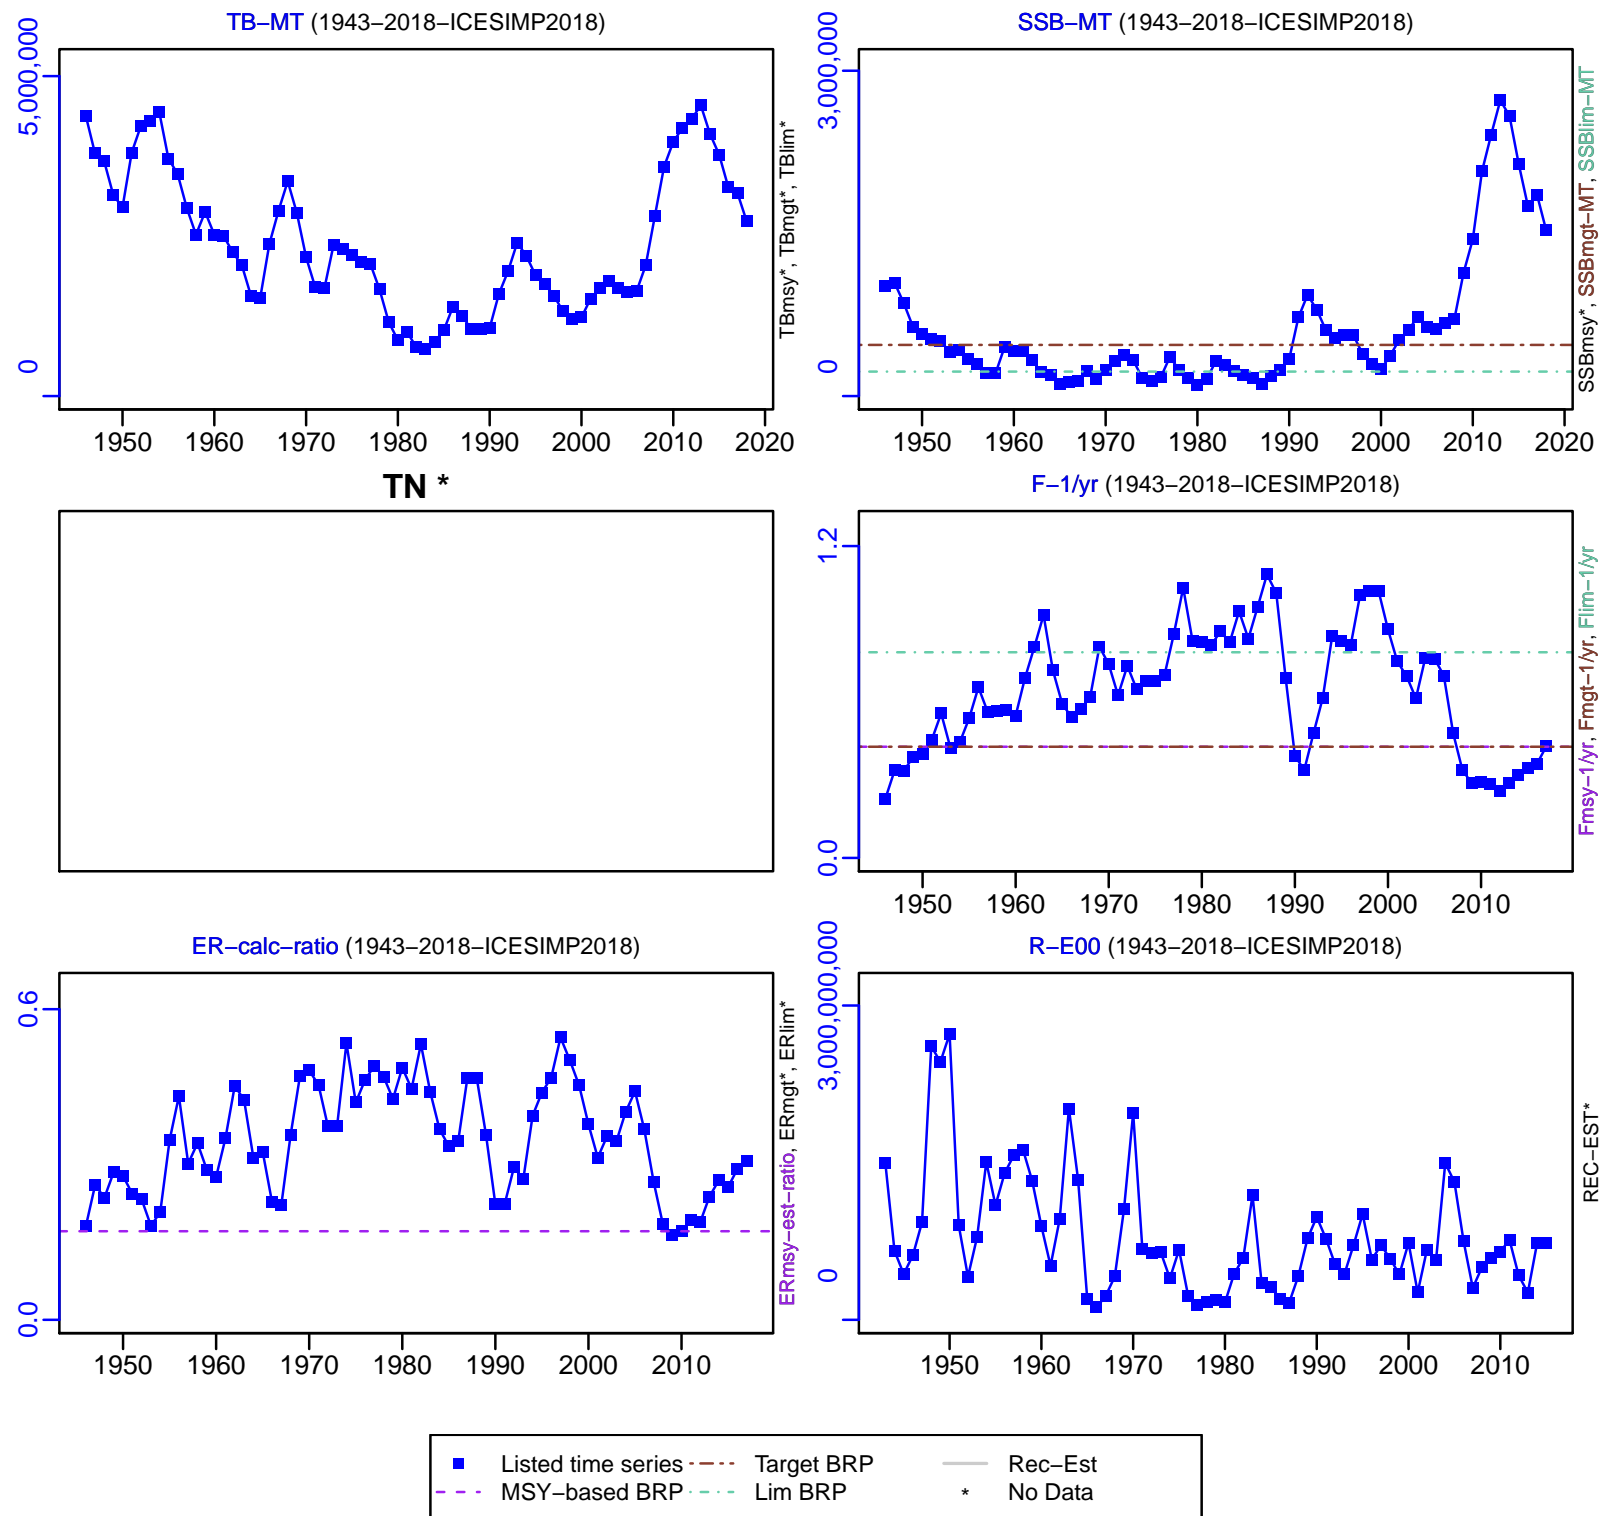 TB−MT (1943−2018−ICESIMP2018)
5,000,000
0
1950 1960 1970 1980 1990 2000 2010 2020
TBmsy*, TBmgt*, TBlim*
SSB−MT (1943−2018−ICESIMP2018)
3,000,000
0
1950 1960 1970 1980 1990 2000 2010 2020
SSBmsy*, SSBmgt−MT, SSBlim−MT
TN *
F−1/yr (1943−2018−ICESIMP2018)
1.2
0.0
1950 1960 1970 1980 1990 2000 2010
Fmsy−1/yr, Fmgt−1/yr, Flim−1/yr
ER−calc−ratio (1943−2018−ICESIMP2018)
0.6
0.0
1950 1960 1970 1980 1990 2000 2010
ERmsy−est−ratio, ERmgt*, ERlim*
R−E00 (1943−2018−ICESIMP2018)
3,000,000
0
1950 1960 1970 1980 1990 2000 2010
REC−EST*
Listed time series Target BRP Rec−Est
MSY−based BRP Lim BRP * No Data